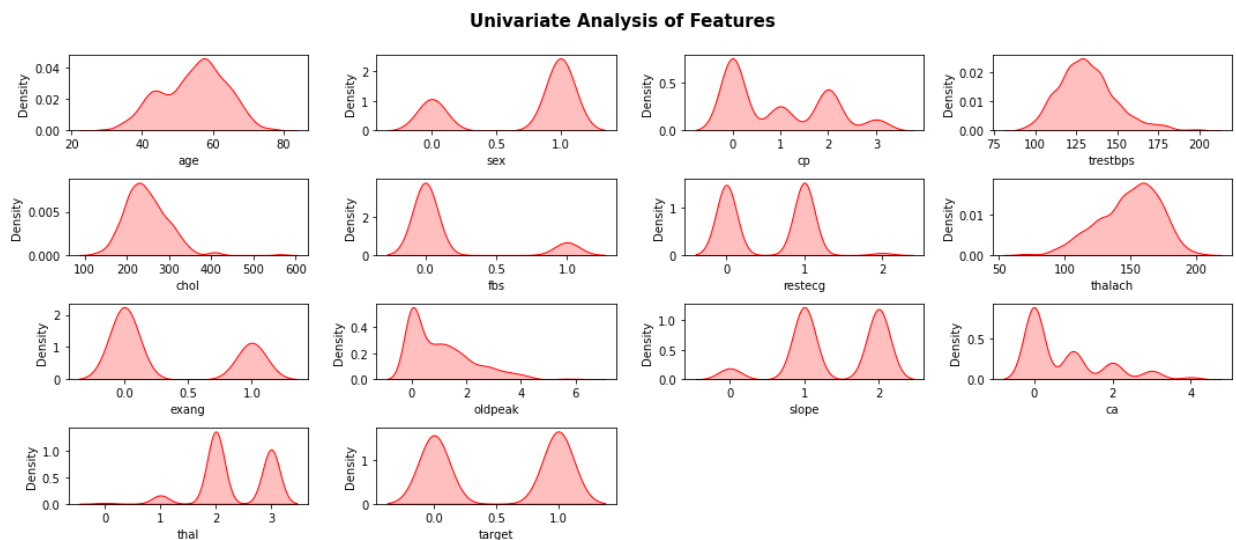 Univariate Analysis of Features
Density
0.04
0.02
0.00
20 40 60 80
age
Density
2
1
0
0.0 0.5 1.0
sex
Density
0.5
0.0
0 1 2 3
cp
Density
0.02
0.01
0.00
75 100 125 150 175 200
trestbps
Density
0.005
0.000
100 200 300 400 500 600
chol
Density
2
0
0.0 0.5 1.0
fbs
Density
1
0
0 1 2
restecg
Density
0.01
0.00
50 100 150 200
thalach
Density
2
1
0
0.0 0.5 1.0
exang
Density
0.4
0.2
0.0
0 2 4 6
oldpeak
Density
1.0
0.5
0.0
0 1 2
slope
Density
0.5
0.0
0 2 4
ca
Density
1.0
0.5
0.0
0 1 2 3
thal
Density
1
0
0.0 0.5 1.0
target